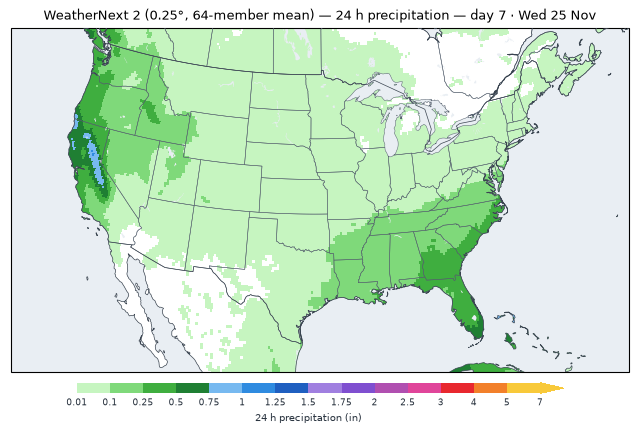 WeatherNext 2 (0.25°, 64-member mean) — 24 h precipitation — day 7 · Wed 25 Nov
0.01 0.1 0.25 0.5 0.75 1 1.25 1.5 1.75 2 2.5 3 4 5 7
24 h precipitation (in)